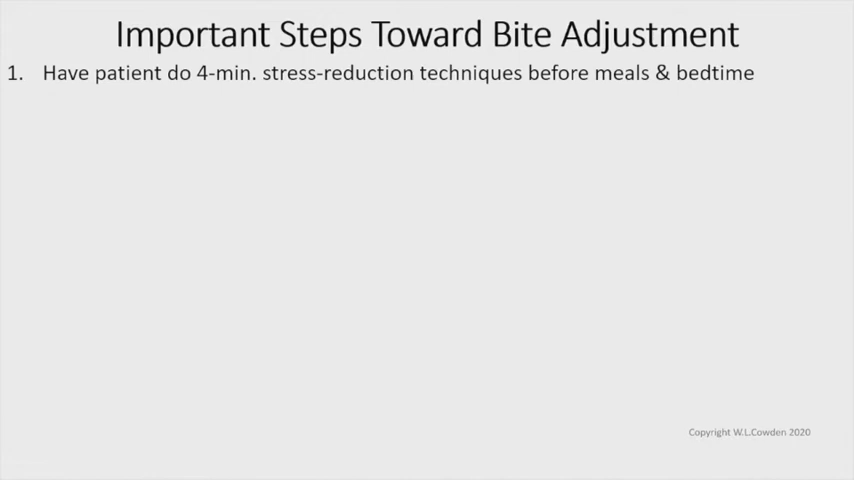 Important Steps Toward Bite Adjustment
1. Have patient do 4-min. stress-reduction techniques before meals & bedtime
Copyright W.L.Cowden 2020